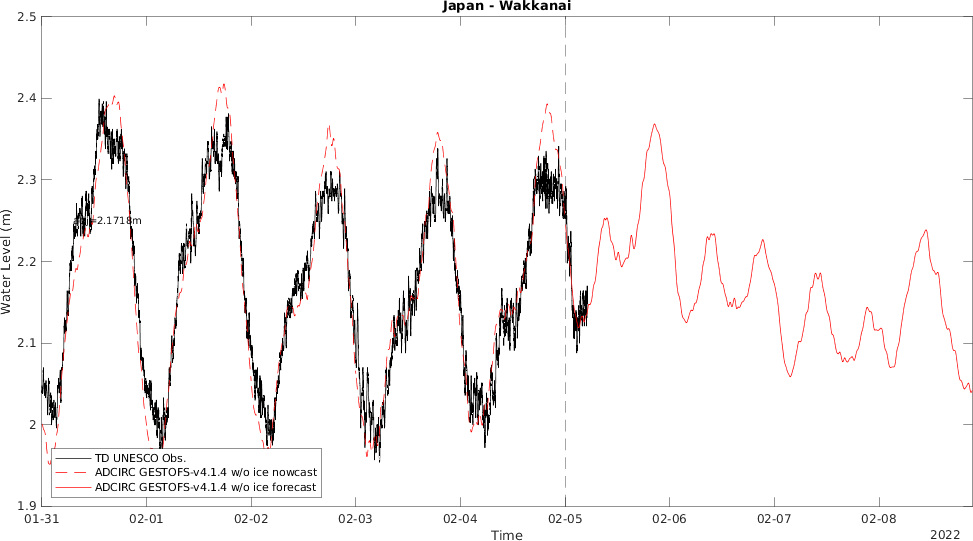 Japan - Wakkanai
2.5
2.4
2.3
2.2
2.1
2
1.9
Water Level (m)
=2.1718m
TD UNESCO Obs.
ADCIRC GESTOFS-v4.1.4 w/o ice nowcast
ADCIRC GESTOFS-v4.1.4 w/o ice forecast
01-31 02-01 02-02 02-03 02-04 02-05 02-06 02-07 02-08
Time
2022